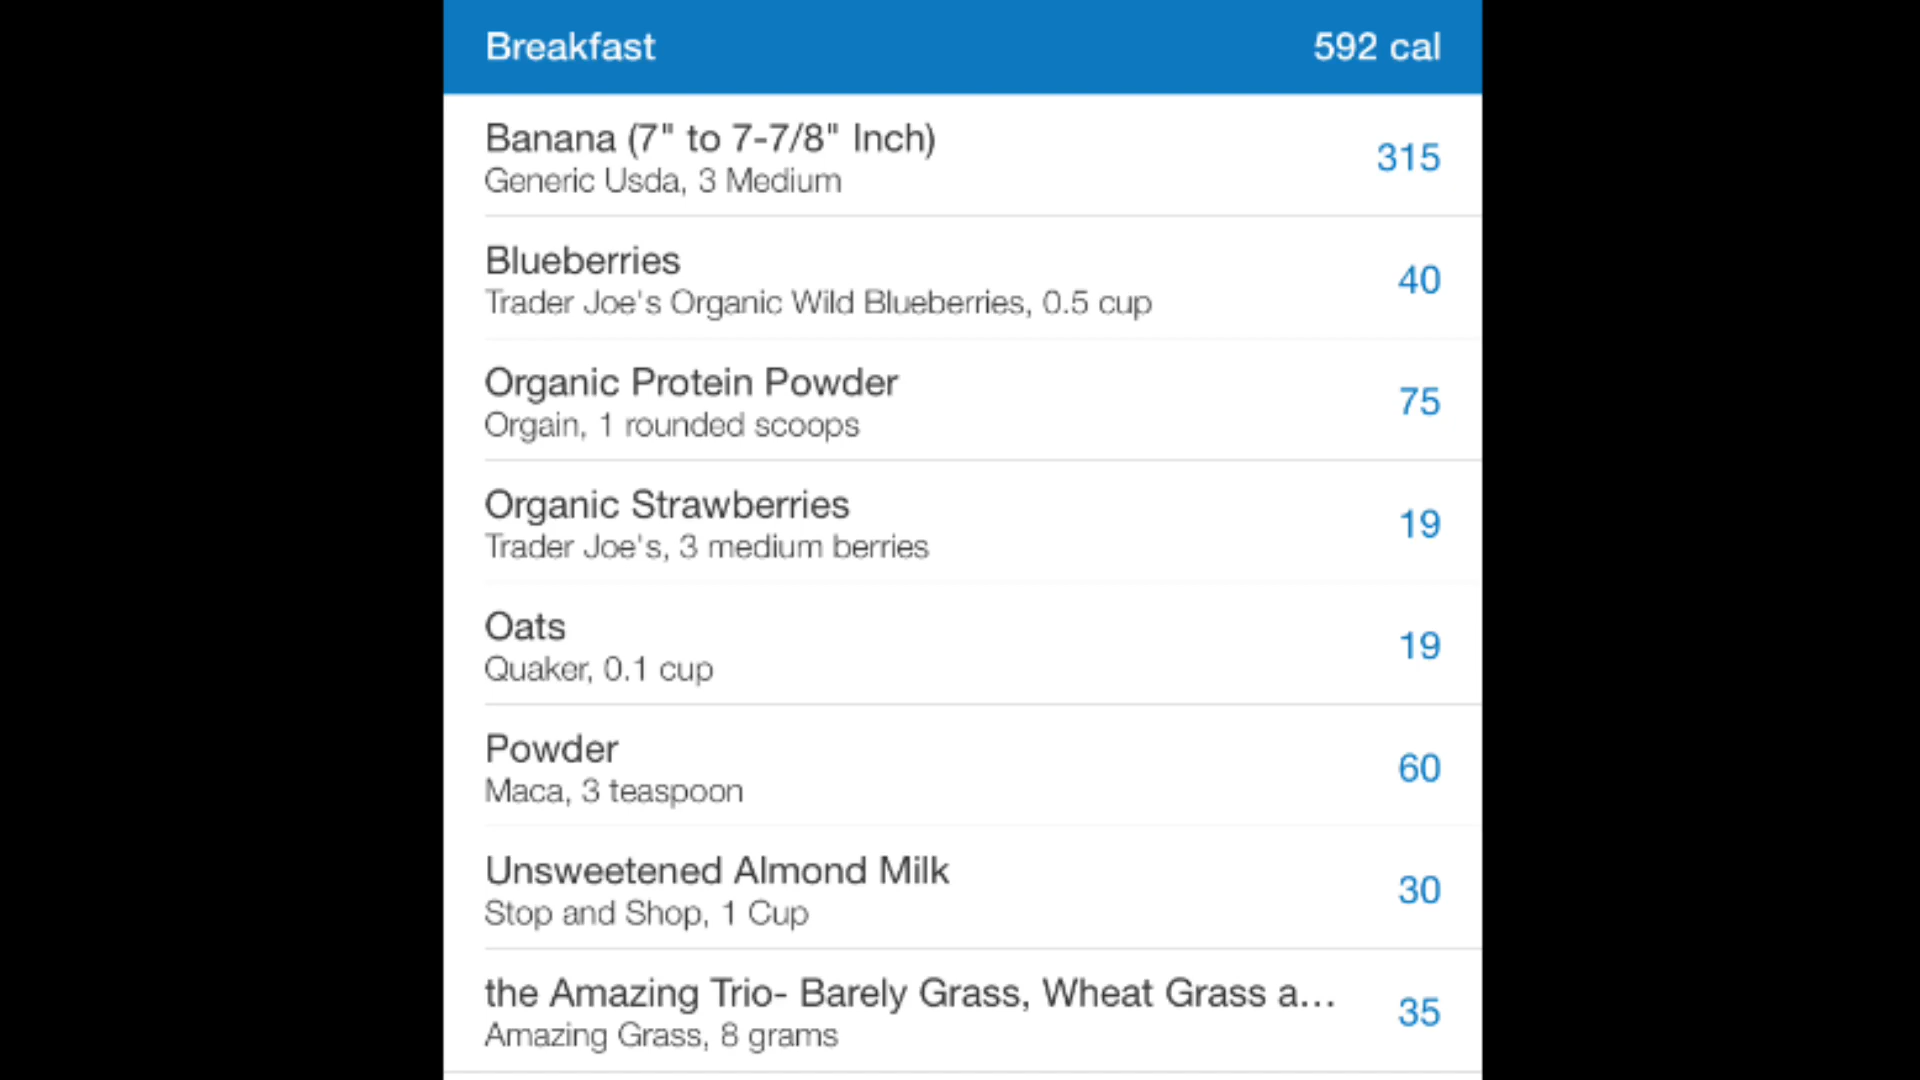 Breakfast 592 cal
Banana (7" to 7-7/8" Inch) 315
Generic Usda, 3 Medium
Blueberries 40
Trader Joe's Organic Wild Blueberries, 0.5 cup
Organic Protein Powder 75
Orgain, 1 rounded scoops
Organic Strawberries 19
Trader Joe's, 3 medium berries
Oats 19
Quaker, 0.1 cup
Powder 60
Maca, 3 teaspoon
Unsweetened Almond Milk 30
Stop and Shop, 1 Cup
the Amazing Trio- Barely Grass, Wheat Grass a... 35
Amazing Grass, 8 grams